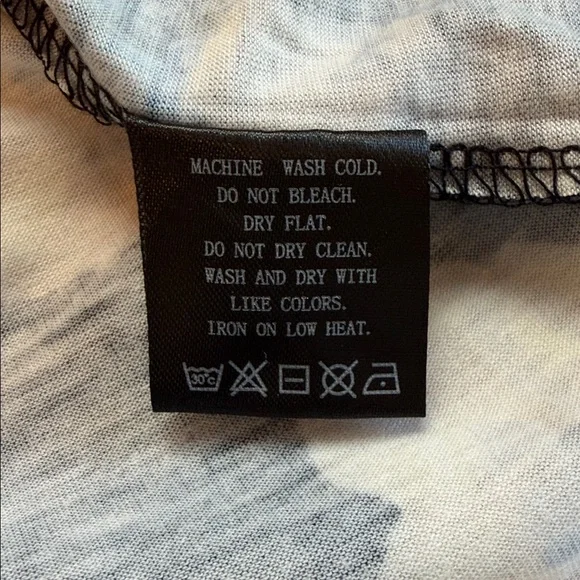 MACHINE WASH COLD.
DO NOT BLEACH.
DRY FLAT.
DO NOT DRY CLEAN.
WASH AND DRY WITH
LIKE COLORS.
IRON ON LOW HEAT.
30°C